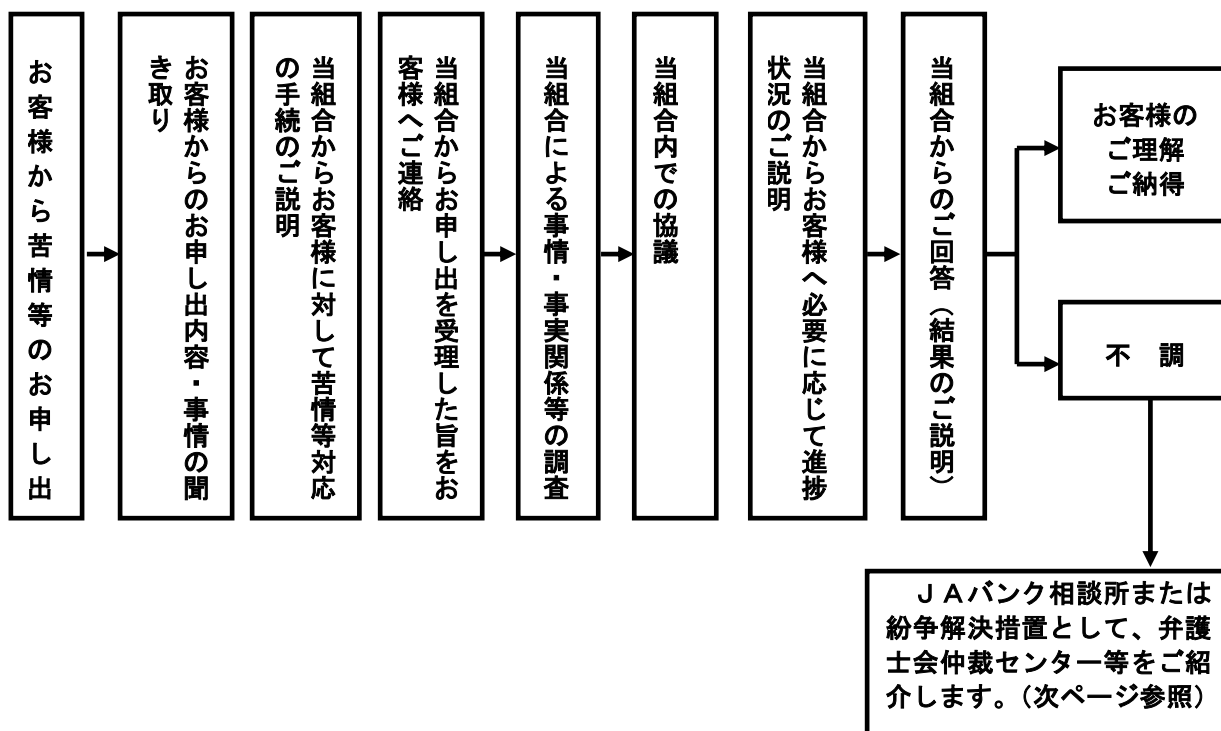 お客様から苦情等のお申し出
お客様からのお申し出内容・事情の聞
き取り
当組合からお客様に対して苦情等対応
の手続のご説明
当組合からお申し出を受理した旨をお
客様へご連絡
当組合による事情・事実関係等の調査
当組合内での協議
当組合からお客様へ必要に応じて進捗
状況のご説明
当組合からのご回答（結果のご説明）
お客様の
ご理解
ご納得
不　調
　ＪＡバンク相談所または
紛争解決措置として、弁護
士会仲裁センター等をご紹
介します。（次ページ参照）